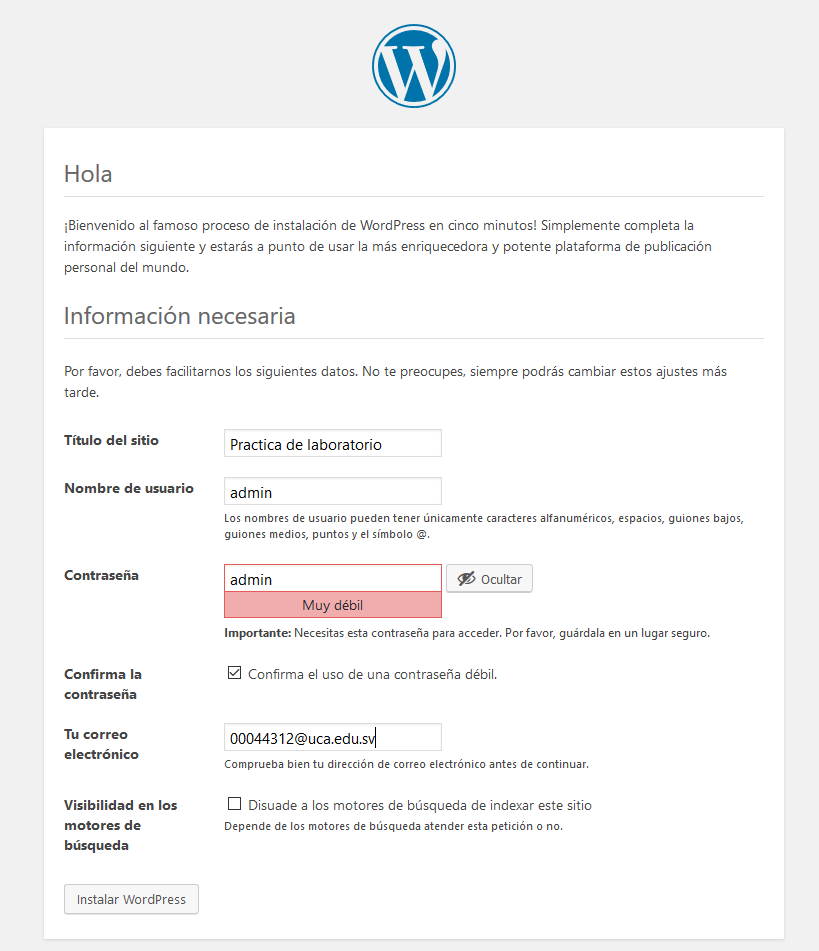 Hola
¡Bienvenido al famoso proceso de instalación de WordPress en cinco minutos! Simplemente completa la
información siguiente y estarás a punto de usar la más enriquecedora y potente plataforma de publicación
personal del mundo.
Información necesaria
Por favor, debes facilitarnos los siguientes datos. No te preocupes, siempre podrás cambiar estos ajustes más
tarde.
Título del sitio
Practica de laboratorio
Nombre de usuario
admin
Los nombres de usuario pueden tener únicamente caracteres alfanuméricos, espacios, guiones bajos,
guiones medios, puntos y el símbolo @.
Contraseña
admin
Ocultar
Muy débil
Importante: Necesitas esta contraseña para acceder. Por favor, guárdala en un lugar seguro.
Confirma la
contraseña
Confirma el uso de una contraseña débil.
Tu correo
electrónico
00044312@uca.edu.sv
Comprueba bien tu dirección de correo electrónico antes de continuar.
Visibilidad en los
motores de
búsqueda
Disuade a los motores de búsqueda de indexar este sitio
Depende de los motores de búsqueda atender esta petición o no.
Instalar WordPress